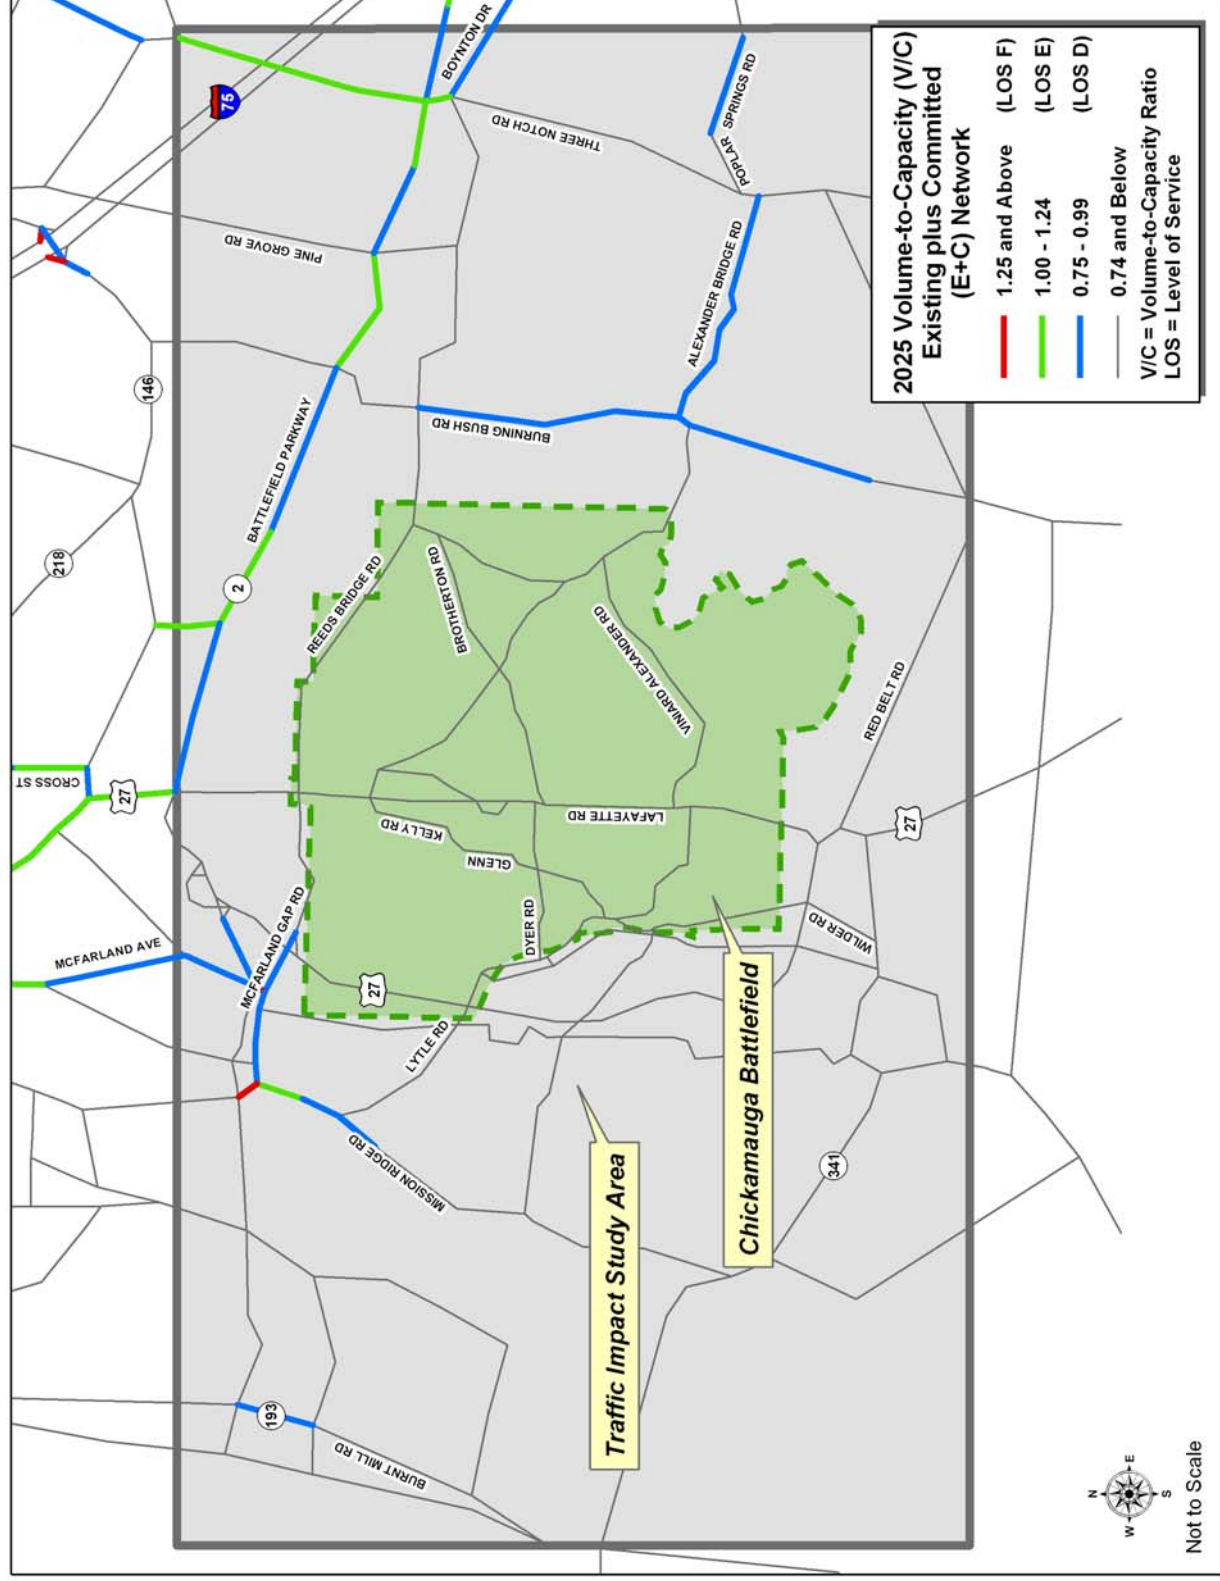 2025 Volume-to-Capacity (V/C)
Existing plus Committed
(E+C) Network
1.25 and Above (LOS F)
1.00 - 1.24 (LOS E)
0.75 - 0.99 (LOS D)
0.74 and Below
V/C = Volume-to-Capacity Ratio
LOS = Level of Service
75
BOYNTON DR
THREE NOTCH RD
POPLAR SPRINGS RD
PINE GROVE RD
ALEXANDER BRIDGE RD
146
BATTLEFIELD PARKWAY
BURNING BUSH RD
218
2
REEDS BRIDGE RD
BROTHERTON RD
VINIARD ALEXANDER RD
RED BELT RD
CROSS ST
27
KELLY RD
GLENN
LAFAYETTE RD
27
MCFARLAND AVE
MCFARLAND GAP RD
DYER RD
WILDER RD
27
LYTLE RD
MISSION RIDGE RD
341
Chickamauga Battlefield
Traffic Impact Study Area
193
BURNT MILL RD
N
W E
S
Not to Scale